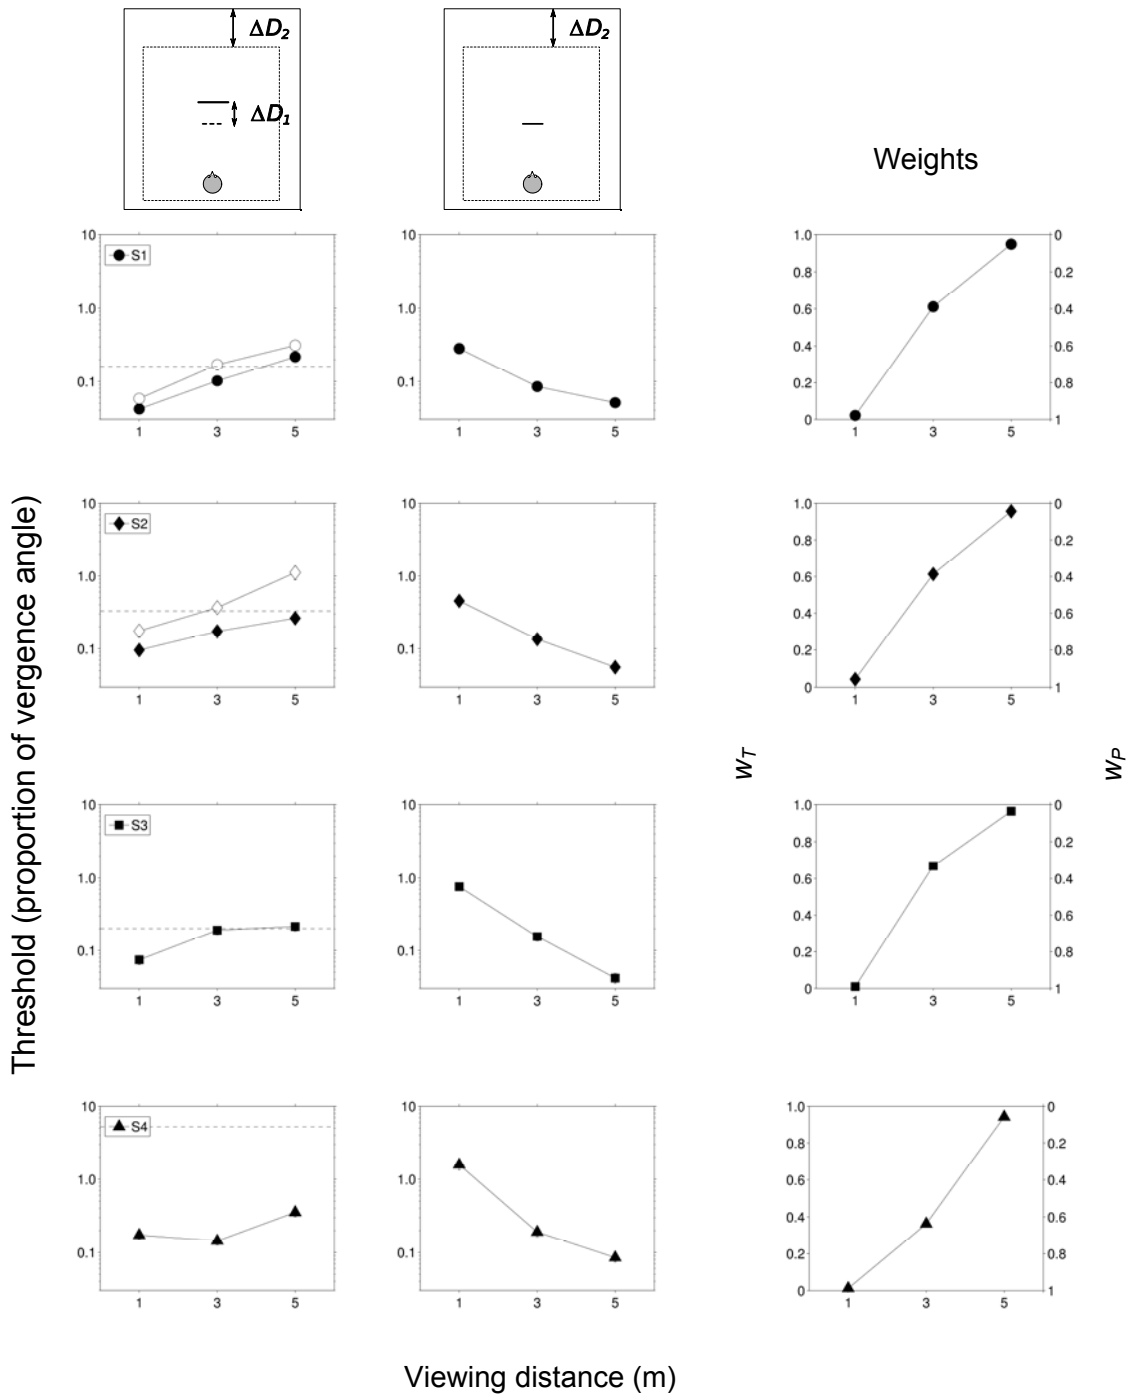 ΔD2 ΔD2
ΔD1
Weights
10 10 1.0 0
S1
0.8 0.2
1.0 1.0
0.6 0.4
0.4 0.6
0.1 0.1
0.2 0.8
0 1
1 3 5 1 3 5 1 3 5
10 10 1.0 0
S2
0.8 0.2
1.0 1.0
0.6 0.4
0.4 0.6
0.1 0.1
0.2 0.8
0 1
1 3 5 1 3 5 1 3 5
Threshold (proportion of vergence angle)
wT
wP
10 10 1.0 0
S3
0.8 0.2
1.0 1.0
0.6 0.4
0.4 0.6
0.1 0.1
0.2 0.8
0 1
1 3 5 1 3 5 1 3 5
10 10 1.0 0
S4
0.8 0.2
1.0 1.0
0.6 0.4
0.4 0.6
0.1 0.1
0.2 0.8
0 1
1 3 5 1 3 5 1 3 5
Viewing distance (m)